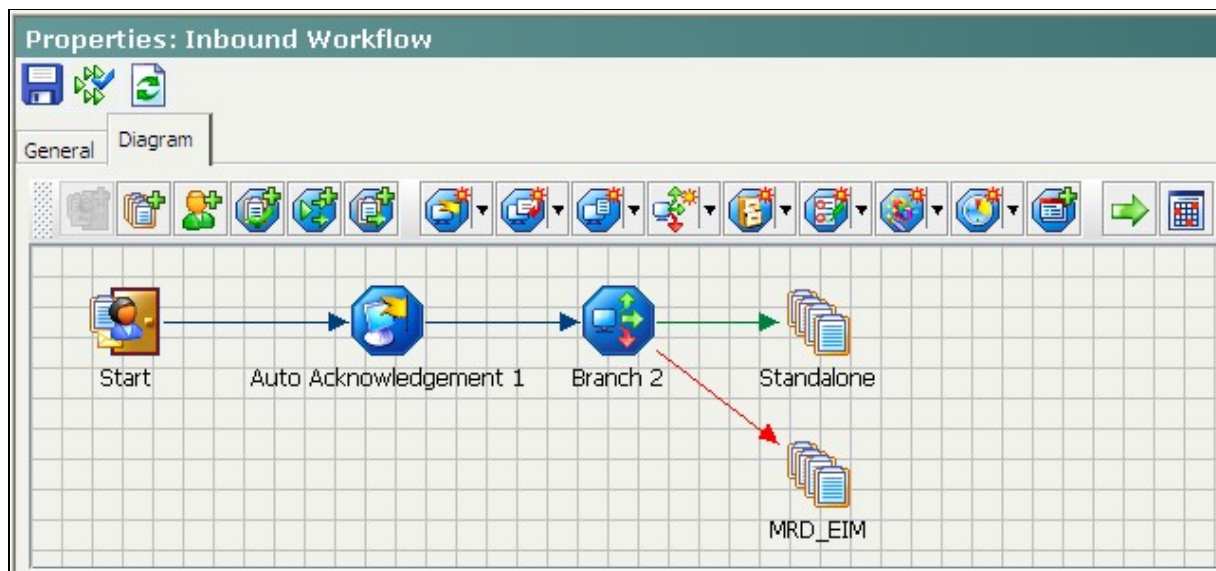 Properties: Inbound Workflow
General
Diagram
Start
Auto Acknowledgement 1
Branch 2
Standalone
MRD_EIM